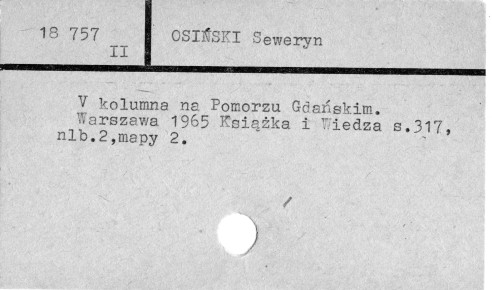 18 757
II
OSIŃSKI Seweryn
V kolumna na Pomorzu Gdańskim.
Warszawa 1965 Książka i Wiedza s.317,
nlb.2,mapy 2.